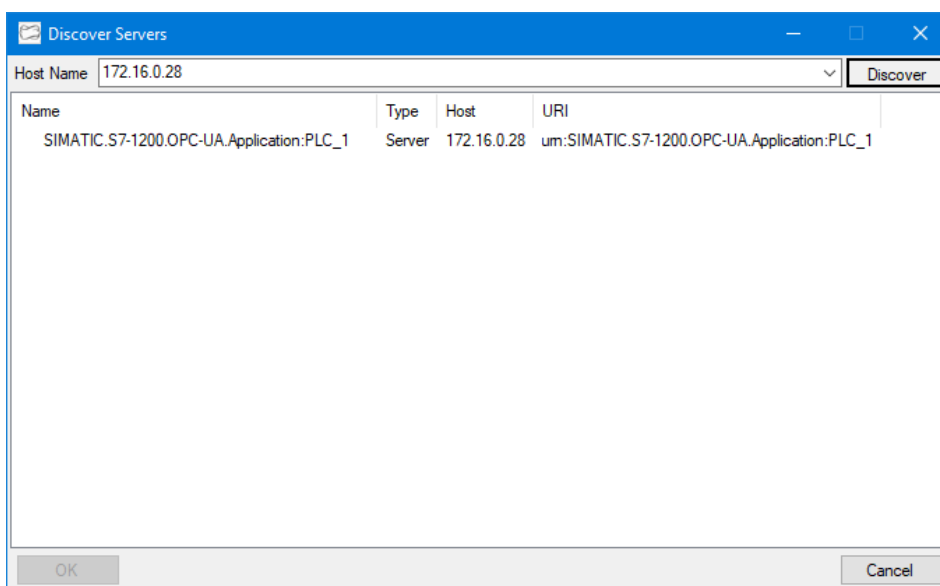 Discover Servers
Host Name 172.16.0.28 Discover
Name Type Host URI
SIMATIC.S7-1200.OPC-UA.Application:PLC_1 Server 172.16.0.28 urn:SIMATIC.S7-1200.OPC-UA.Application:PLC_1
OK Cancel